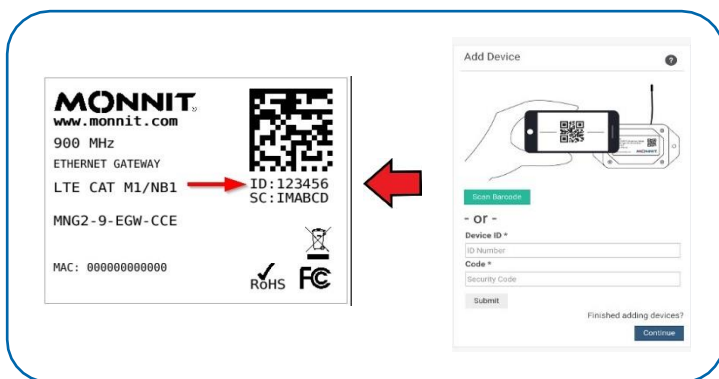 MONNIT®
www.monnit.com
900 MHz
ETHERNET GATEWAY
LTE CAT M1/NB1
ID:123456
SC:IMABCD
MNG2-9-EGW-CCE
MAC: 000000000000
RoHS FC
Add Device
?
MONNIT
Scan Barcode
- or -
Device ID *
ID Number
Code *
Security Code
Submit
Finished adding devices?
Continue